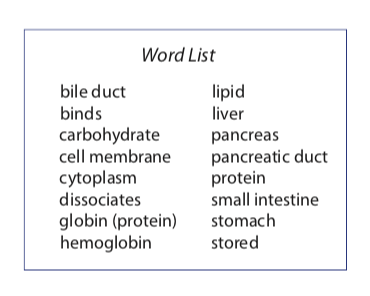 Word List
bile duct
binds
carbohydrate
cell membrane
cytoplasm
dissociates
globin (protein)
hemoglobin
lipid
liver
pancreas
pancreatic duct
protein
small intestine
stomach
stored